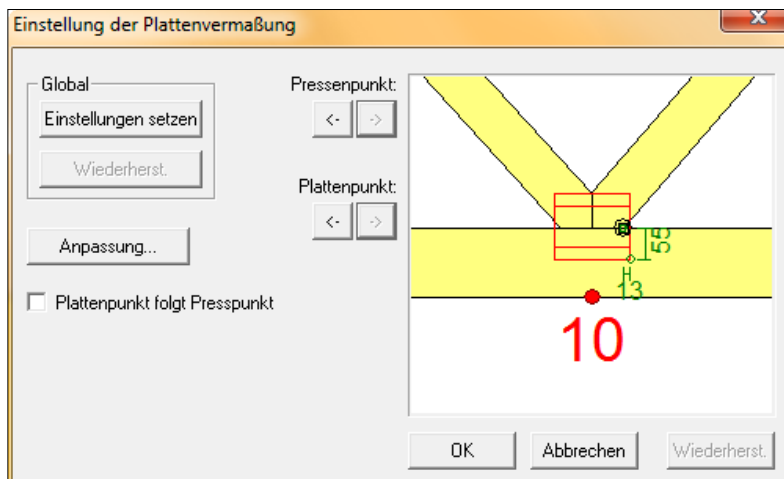 Einstellung der Plattenvermaßung
X
Global
Einstellungen setzen
Wiederherst.
Anpassung...
Plattenpunkt folgt Presspunkt
Pressenpunkt:
<- ->
Plattenpunkt:
<- ->
55
13
10
OK Abbrechen Wiederherst.